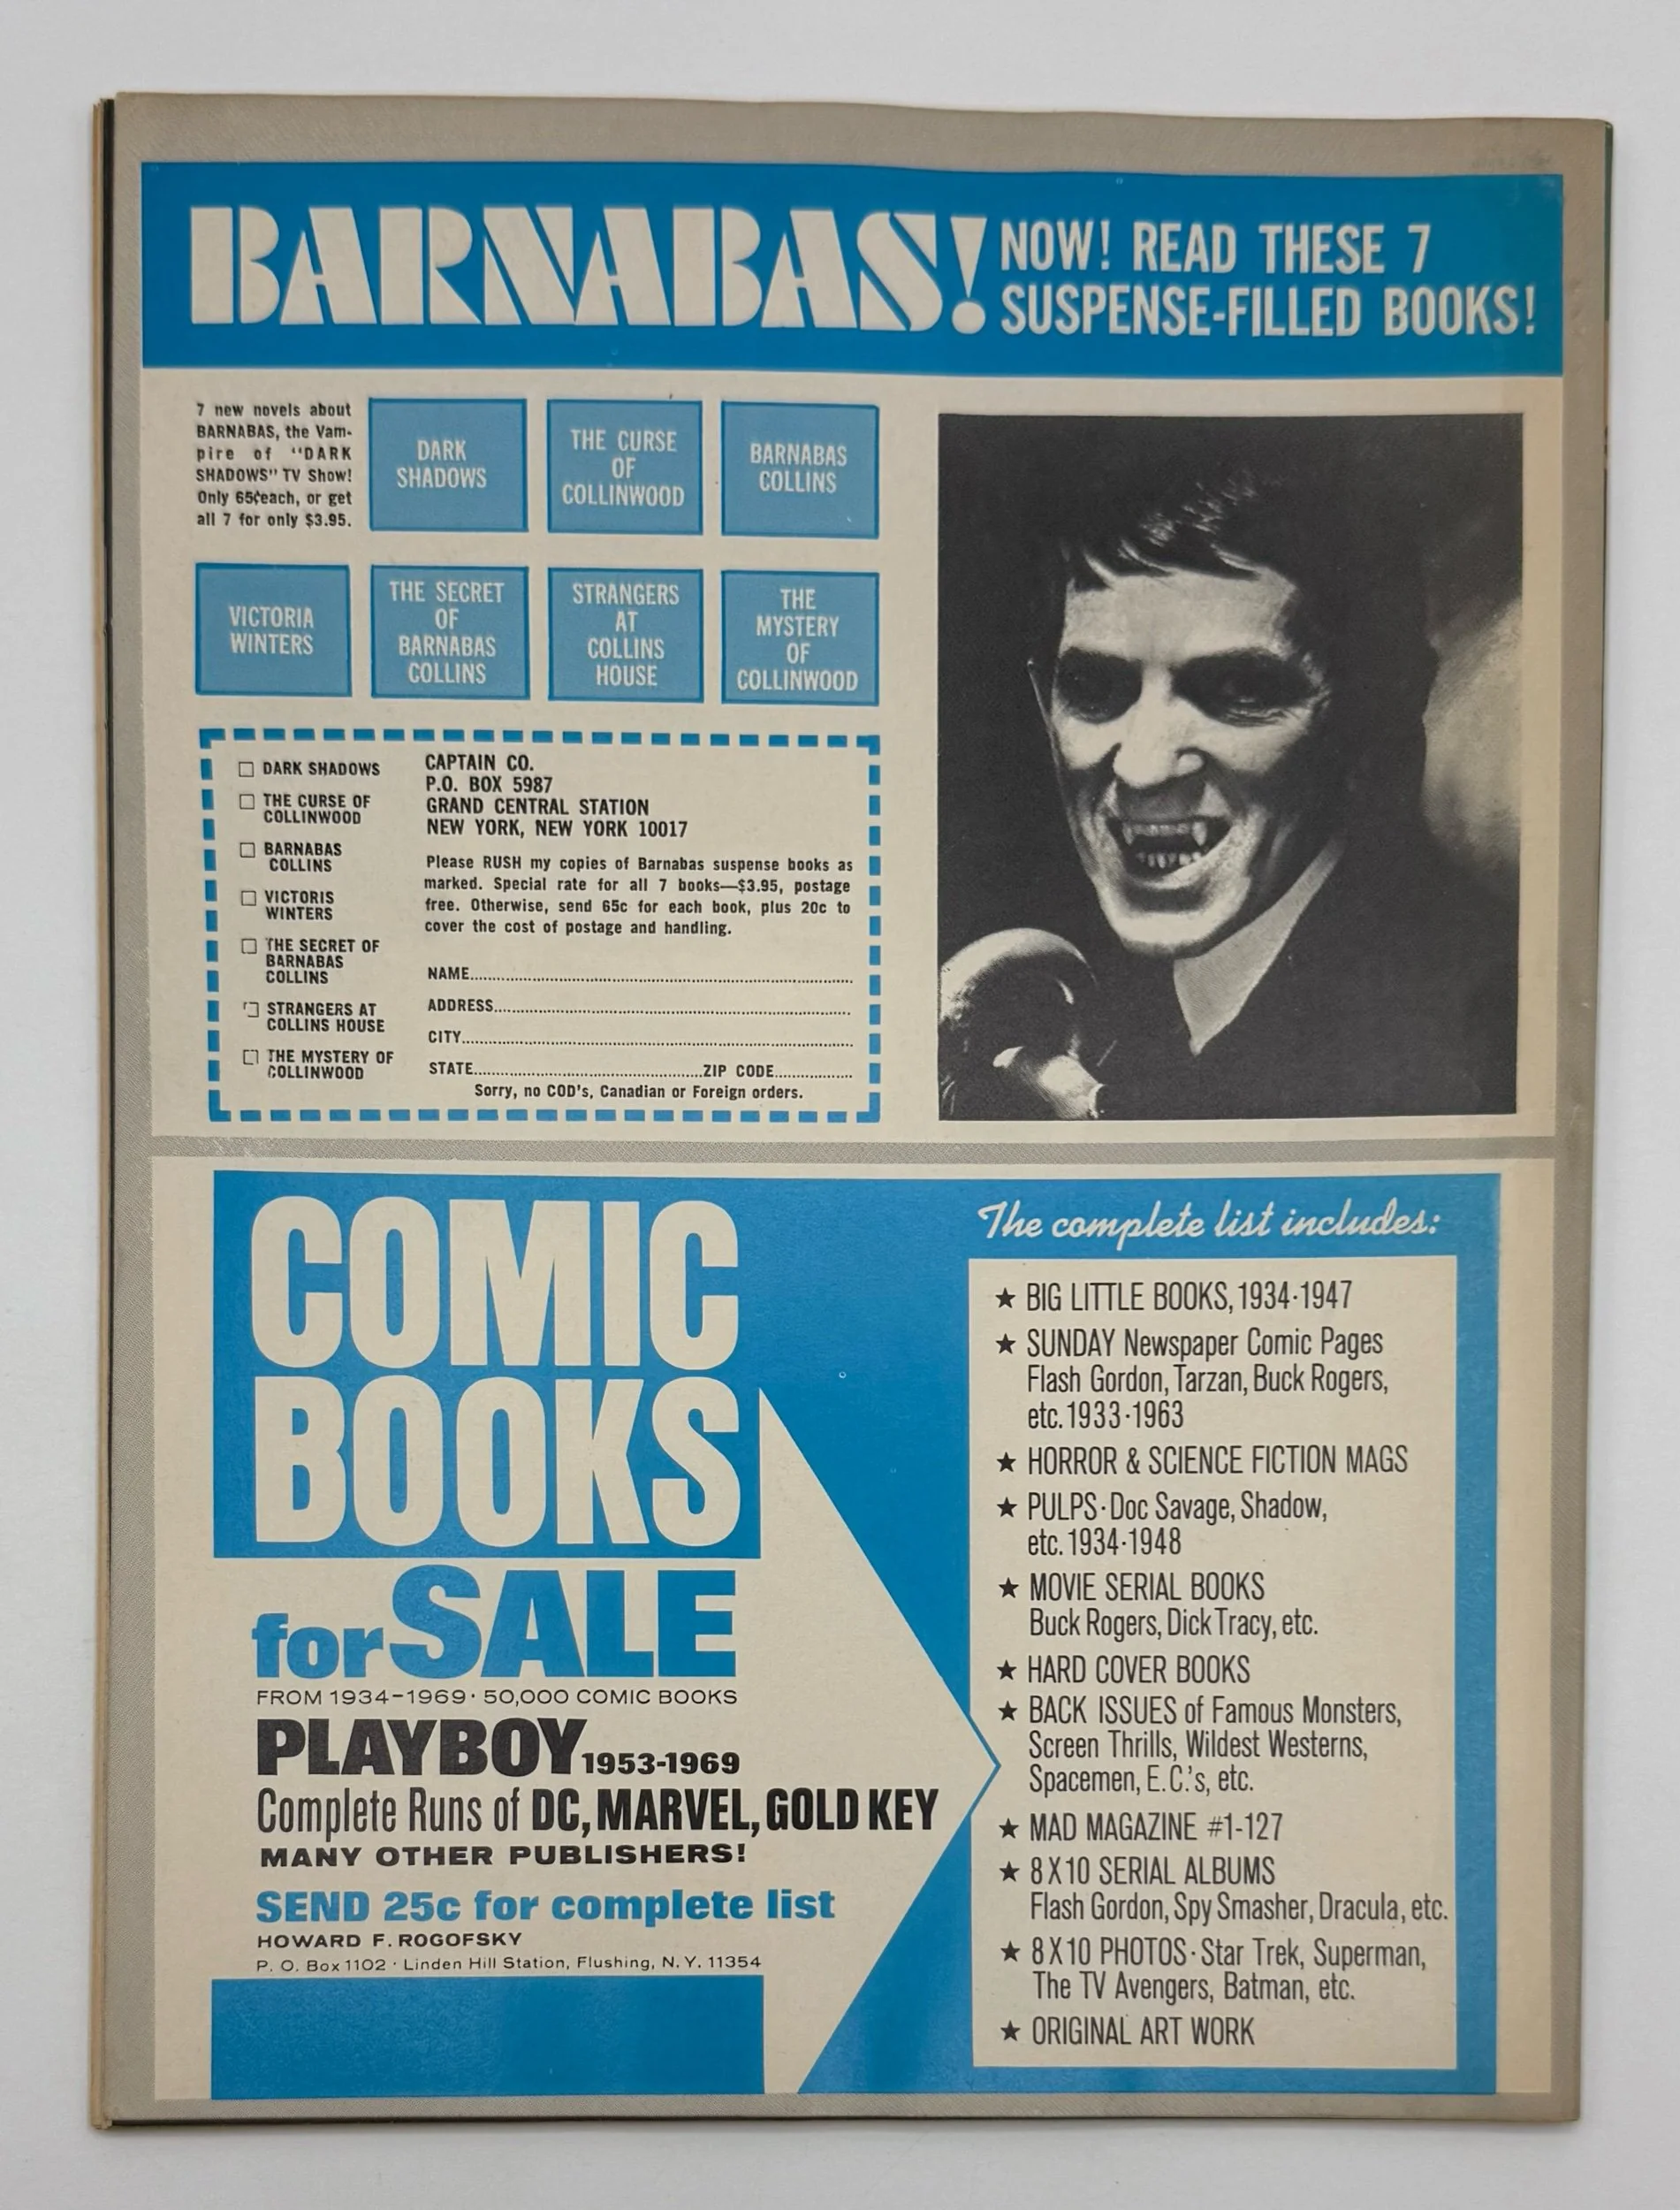 BARNABAS!
NOW! READ THESE 7
SUSPENSE-FILLED BOOKS!
7 new novels about
BARNABAS, the Vam-
pire of "DARK
SHADOWS" TV Show!
Only 65¢each, or get
all 7 for only $3.95.
DARK
SHADOWS
THE CURSE
OF
COLLINWOOD
BARNABAS
COLLINS
VICTORIA
WINTERS
THE SECRET
OF
BARNABAS
COLLINS
STRANGERS
AT
COLLINS
HOUSE
THE
MYSTERY
OF
COLLINWOOD
DARK SHADOWS
THE CURSE OF
COLLINWOOD
BARNABAS
COLLINS
VICTORIS
WINTERS
THE SECRET OF
BARNABAS
COLLINS
STRANGERS AT
COLLINS HOUSE
THE MYSTERY OF
COLLINWOOD
CAPTAIN CO.
P.O. BOX 5987
GRAND CENTRAL STATION
NEW YORK, NEW YORK 10017
Please RUSH my copies of Barnabas suspense books as
marked. Special rate for all 7 books—$3.95, postage
free. Otherwise, send 65c for each book, plus 20c to
cover the cost of postage and handling.
NAME
ADDRESS
CITY
STATE ZIP CODE
Sorry, no COD's, Canadian or Foreign orders.
COMIC
BOOKS
for SALE
FROM 1934-1969 · 50,000 COMIC BOOKS
PLAYBOY 1953-1969
Complete Runs of DC, MARVEL, GOLD KEY
MANY OTHER PUBLISHERS!
SEND 25c for complete list
HOWARD F. ROGOFSKY
P. O. Box 1102 · Linden Hill Station, Flushing, N. Y. 11354
The complete list includes:
★ BIG LITTLE BOOKS, 1934-1947
★ SUNDAY Newspaper Comic Pages
Flash Gordon, Tarzan, Buck Rogers,
etc. 1933-1963
★ HORROR & SCIENCE FICTION MAGS
★ PULPS · Doc Savage, Shadow,
etc. 1934-1948
★ MOVIE SERIAL BOOKS
Buck Rogers, Dick Tracy, etc.
★ HARD COVER BOOKS
★ BACK ISSUES of Famous Monsters,
Screen Thrills, Wildest Westerns,
Spacemen, E.C.'s, etc.
★ MAD MAGAZINE #1-127
★ 8X10 SERIAL ALBUMS
Flash Gordon, Spy Smasher, Dracula, etc.
★ 8X10 PHOTOS · Star Trek, Superman,
The TV Avengers, Batman, etc.
★ ORIGINAL ART WORK